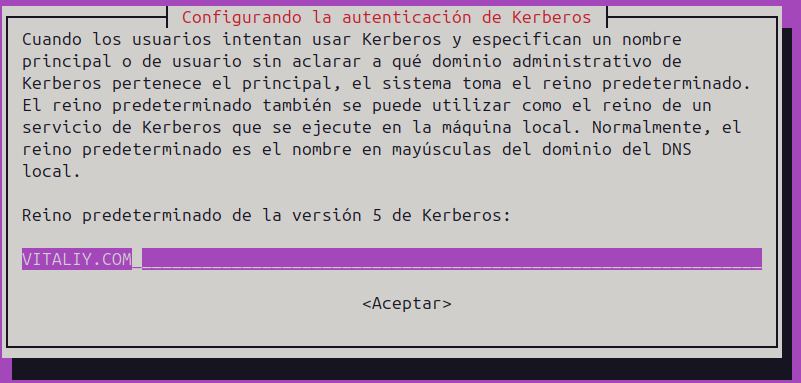 Configurando la autenticación de Kerberos
Cuando los usuarios intentan usar Kerberos y especifican un nombre
principal o de usuario sin aclarar a qué dominio administrativo de
Kerberos pertenece el principal, el sistema toma el reino predeterminado.
El reino predeterminado también se puede utilizar como el reino de un
servicio de Kerberos que se ejecute en la máquina local. Normalmente, el
reino predeterminado es el nombre en mayúsculas del dominio del DNS
local.
Reino predeterminado de la versión 5 de Kerberos:
VITALIY.COM
<Aceptar>